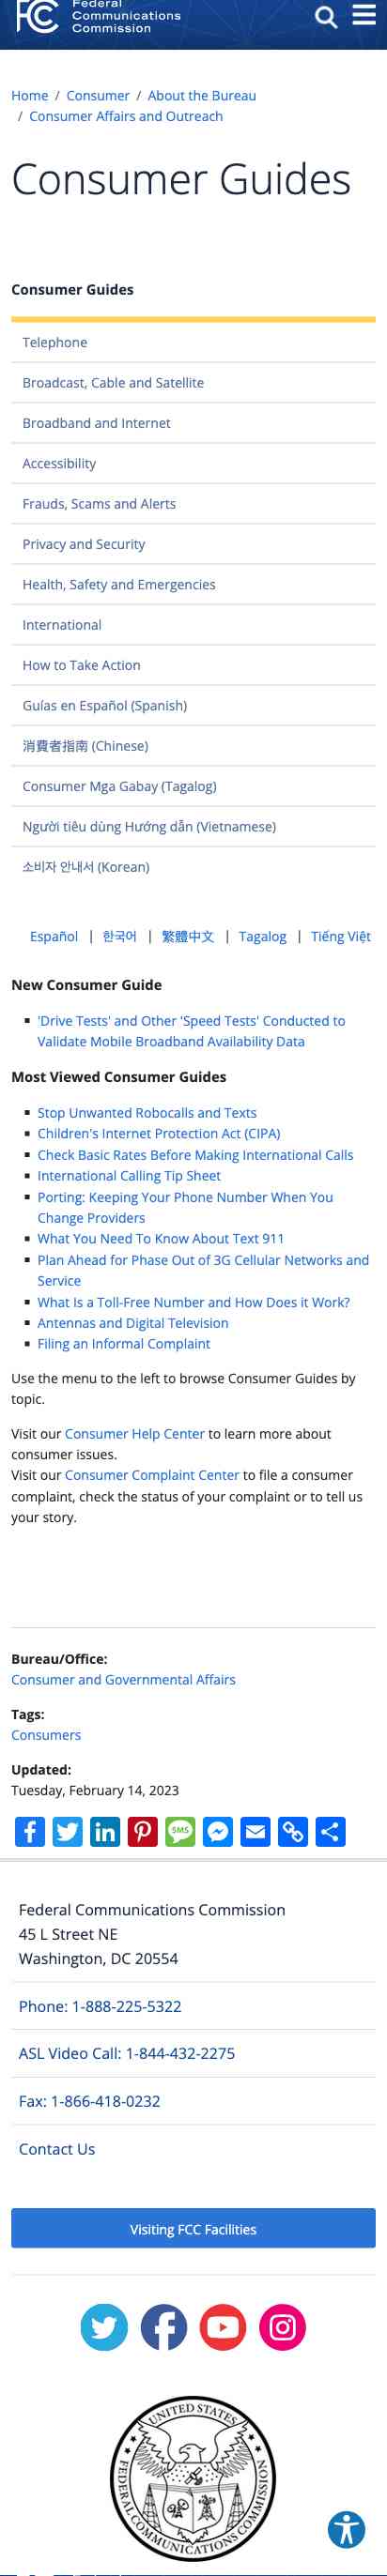 FCC Federal
Communications
Commission
Home / Consumer / About the Bureau
/ Consumer Affairs and Outreach
Consumer Guides
Consumer Guides
Telephone
Broadcast, Cable and Satellite
Broadband and Internet
Accessibility
Frauds, Scams and Alerts
Privacy and Security
Health, Safety and Emergencies
International
How to Take Action
Guías en Español (Spanish)
消費者指南 (Chinese)
Consumer Mga Gabay (Tagalog)
Người tiêu dùng Hướng dẫn (Vietnamese)
소비자 안내서 (Korean)
Español | 한국어 | 繁體中文 | Tagalog | Tiếng Việt
New Consumer Guide
'Drive Tests' and Other 'Speed Tests' Conducted to
Validate Mobile Broadband Availability Data
Most Viewed Consumer Guides
Stop Unwanted Robocalls and Texts
Children's Internet Protection Act (CIPA)
Check Basic Rates Before Making International Calls
International Calling Tip Sheet
Porting: Keeping Your Phone Number When You
Change Providers
What You Need To Know About Text 911
Plan Ahead for Phase Out of 3G Cellular Networks and
Service
What Is a Toll-Free Number and How Does it Work?
Antennas and Digital Television
Filing an Informal Complaint
Use the menu to the left to browse Consumer Guides by
topic.
Visit our Consumer Help Center to learn more about
consumer issues.
Visit our Consumer Complaint Center to file a consumer
complaint, check the status of your complaint or to tell us
your story.
Bureau/Office:
Consumer and Governmental Affairs
Tags:
Consumers
Updated:
Tuesday, February 14, 2023
SMS
Federal Communications Commission
45 L Street NE
Washington, DC 20554
Phone: 1-888-225-5322
ASL Video Call: 1-844-432-2275
Fax: 1-866-418-0232
Contact Us
Visiting FCC Facilities
UNITED STATES
FEDERAL COMMUNICATIONS COMMISSION